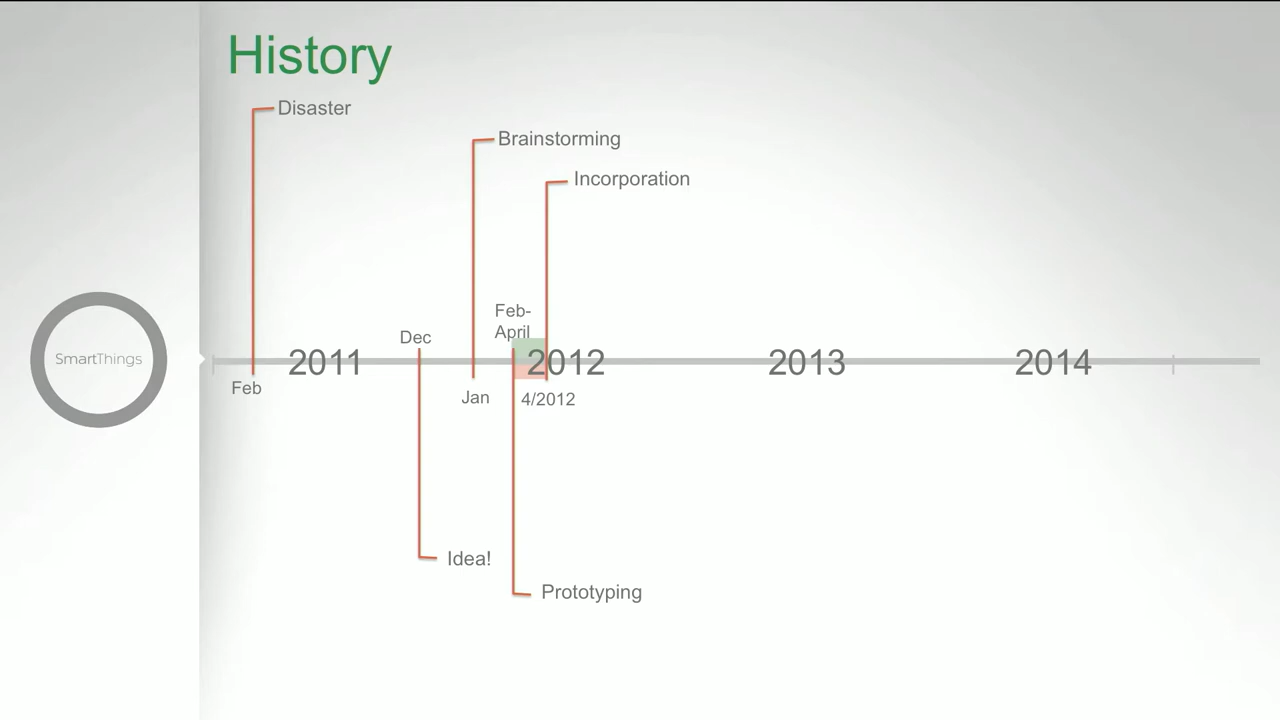 History
Disaster
Brainstorming
Incorporation
Feb-
April
Dec
SmartThings
2011
2012
2013
2014
Feb
Jan
4/2012
Idea!
Prototyping